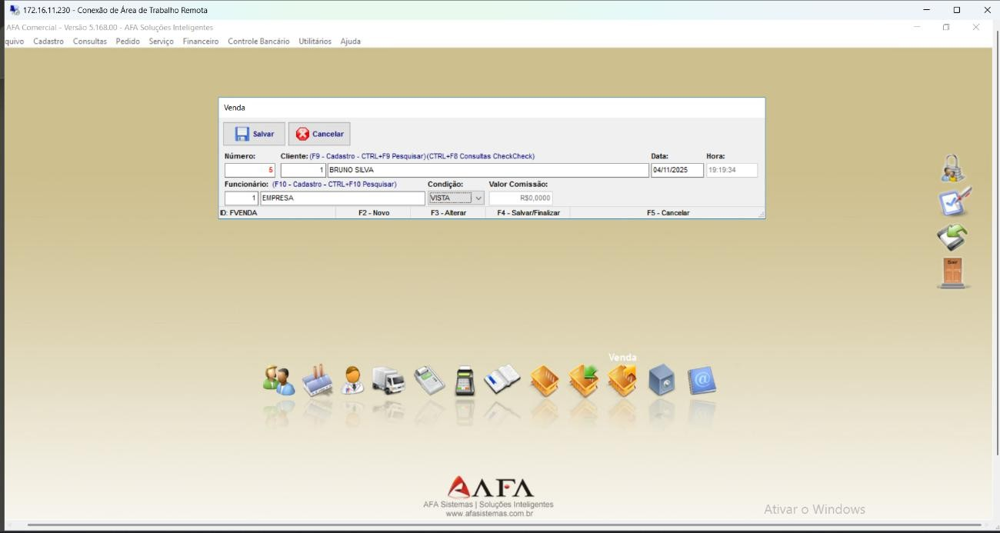 172.16.11.230 - Conexão de Área de Trabalho Remota
AFA Comercial - Versão 5.168.00 - AFA Soluções Inteligentes
quivo Cadastro Consultas Pedido Serviço Financeiro Controle Bancário Utilitários Ajuda
Venda
Salvar Cancelar
Número: Cliente: (F9 - Cadastro - CTRL+F9 Pesquisar)(CTRL+F8 Consultas CheckCheck) Data: Hora:
5 1 BRUNO SILVA 04/11/2025 19:19:34
Funcionário: (F10 - Cadastro - CTRL+F10 Pesquisar) Condição: Valor Comissão:
1 EMPRESA VISTA R$0,0000
ID: FVENDA F2 - Novo F3 - Alterar F4 - Salvar/Finalizar F5 - Cancelar
Sair
Venda
AFA
AFA Sistemas | Soluções Inteligentes
www.afasistemas.com.br
Ativar o Windows